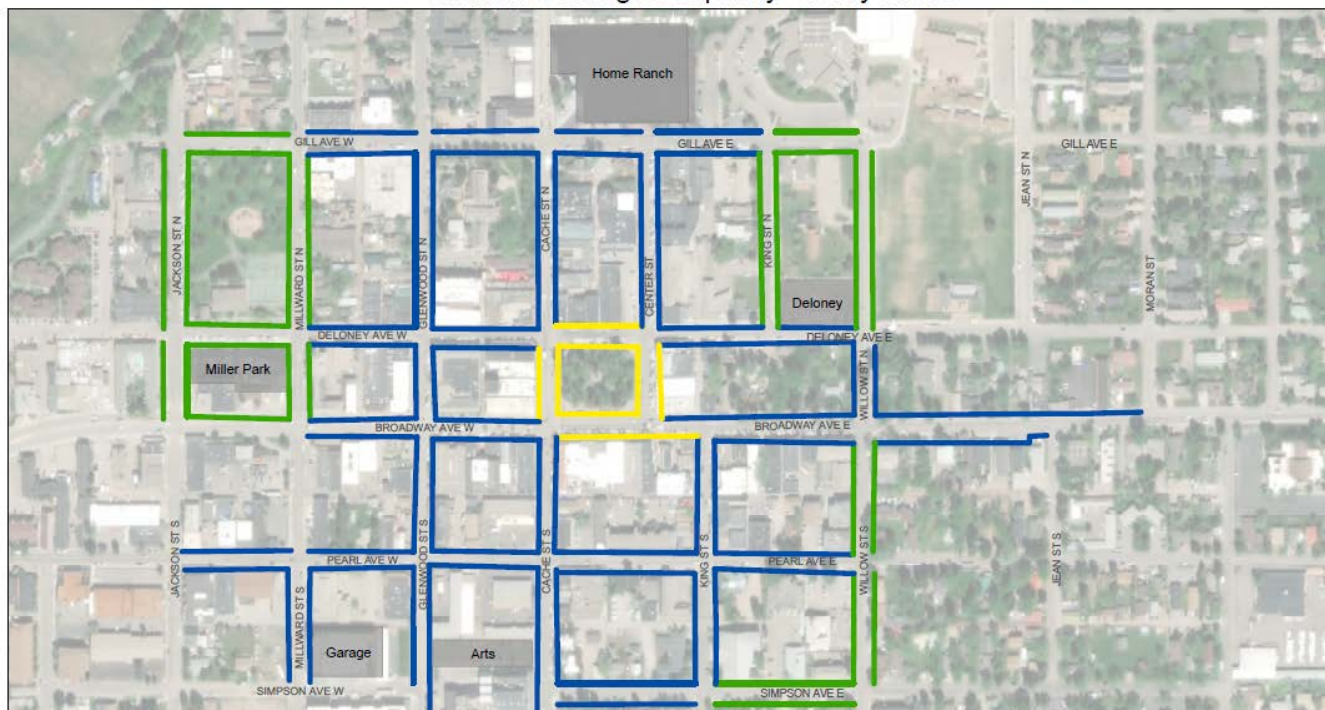 Home Ranch
GILL AVE W
GILL AVE E
GILL AVE E
JACKSON ST N
MILLWARD ST N
GLENWOOD ST N
CACHE ST N
CENTER ST
KING ST N
JEAN ST N
MORAN ST
Deloney
DELONEY AVE W
DELONEY AVE E
Miller Park
WILLOW ST N
BROADWAY AVE W
BROADWAY AVE E
JACKSON ST S
GLENWOOD ST S
CACHE ST S
KING ST S
WILLOW ST S
JEAN ST S
PEARL AVE W
PEARL AVE E
MILLWARD ST S
Garage
Arts
SIMPSON AVE W
SIMPSON AVE E